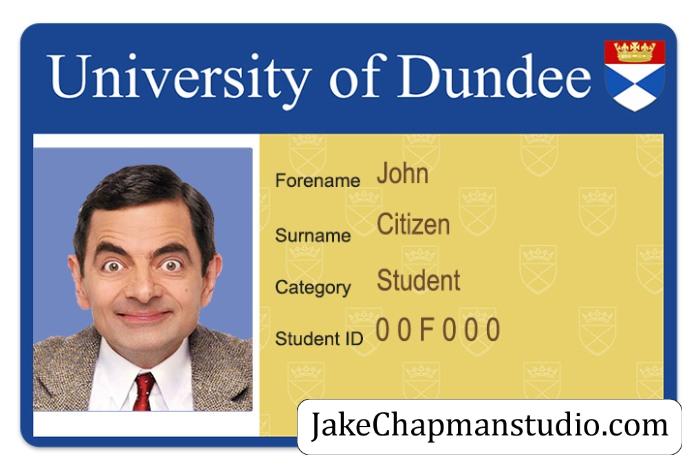 University of Dundee
Forename John
Surname Citizen
Category Student
Student ID 00F000
JakeChapmanstudio.com